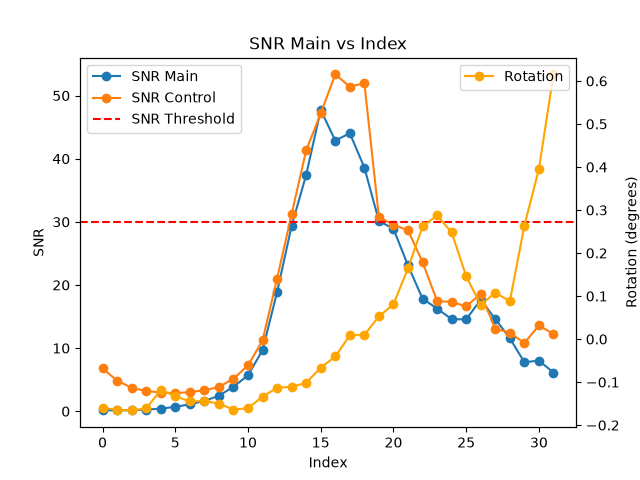 SNR Main vs Index
SNR Main
SNR Control
SNR Threshold
Rotation
SNR
50
40
30
20
10
0
0.6
0.5
0.4
0.3
0.2
0.1
0.0
−0.1
−0.2
Rotation (degrees)
0 5 10 15 20 25 30
Index